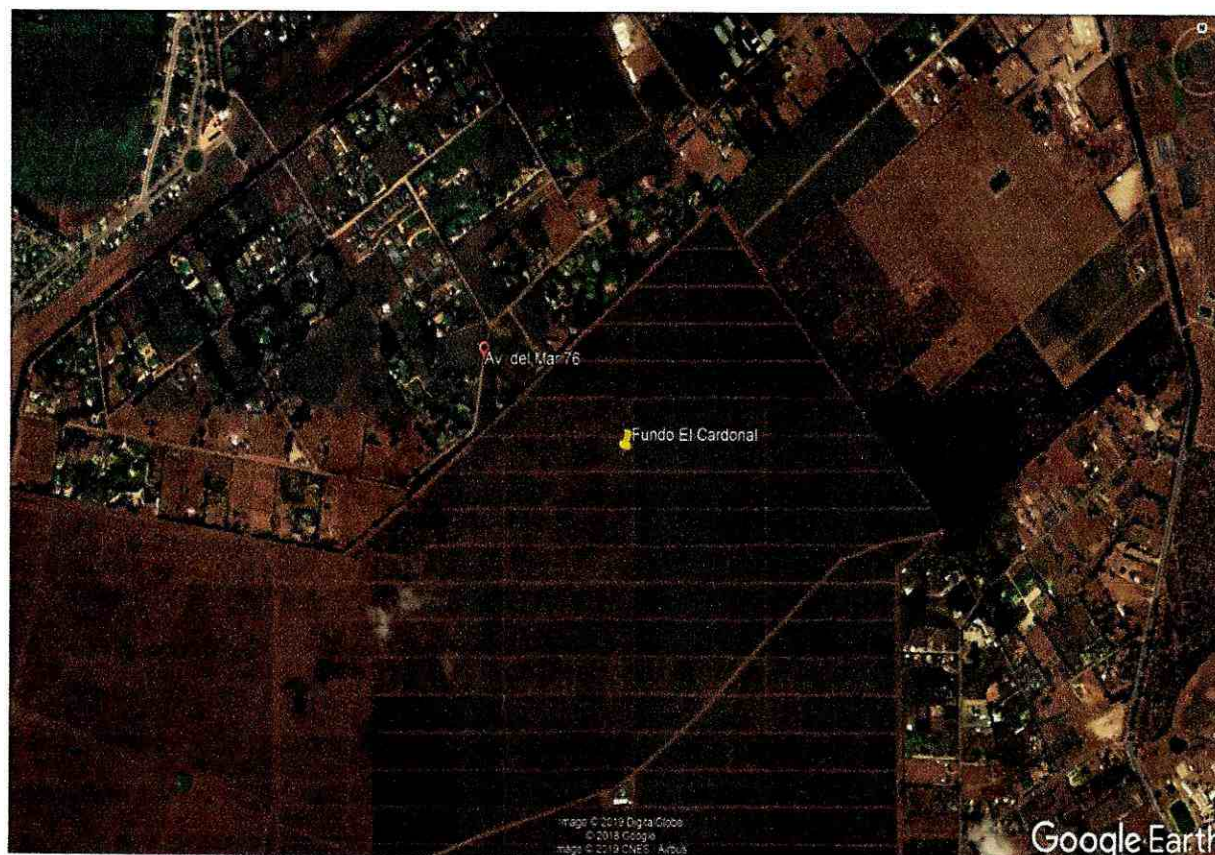 Av. del Mar 76
Fundo El Cardonal
Image © 2019 DigitalGlobe
© 2018 Google
Image © 2019 CNES / Airbus
Google Earth